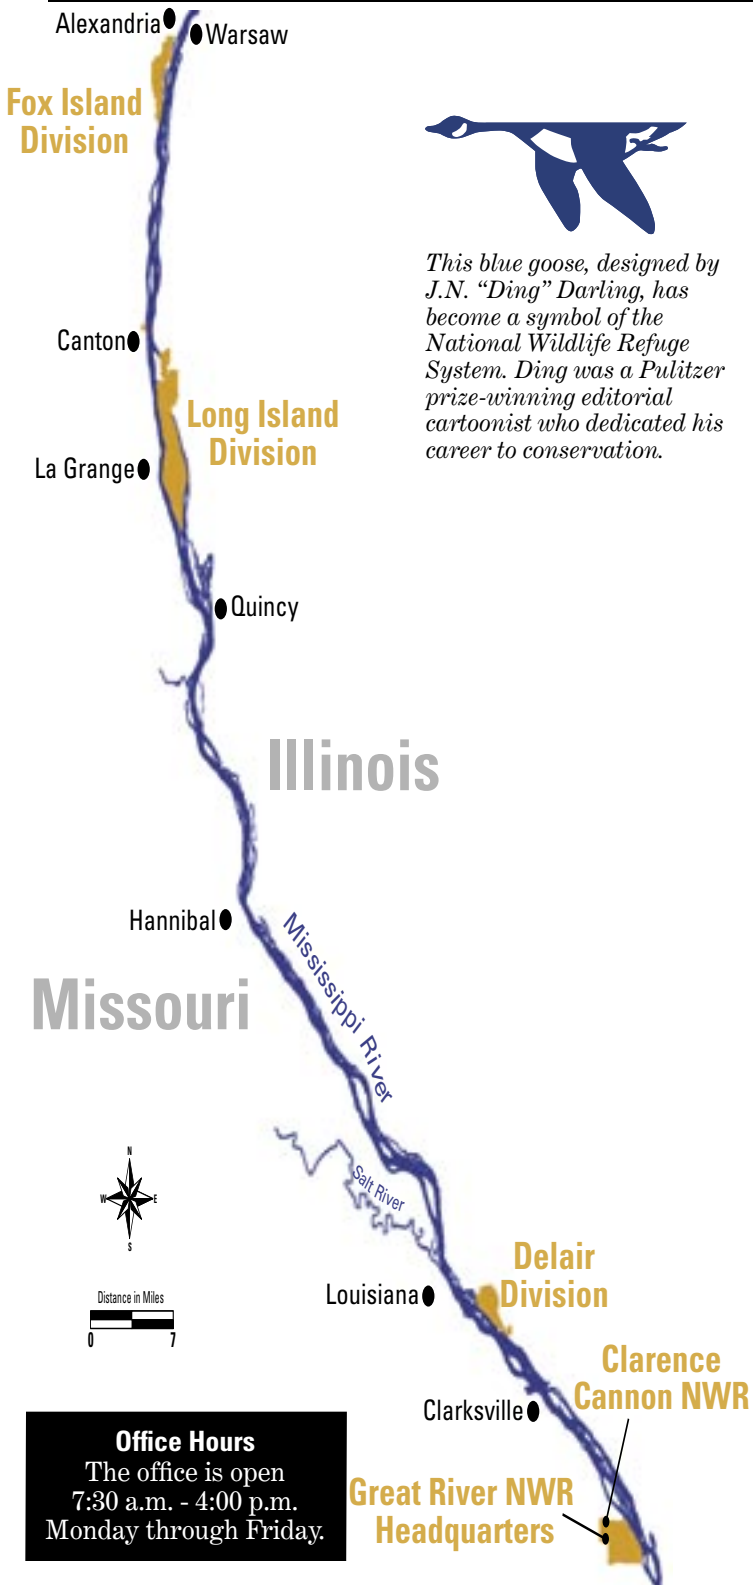 Alexandria
Warsaw
Fox Island
Division
This blue goose, designed by
J.N. “Ding” Darling, has
become a symbol of the
National Wildlife Refuge
System. Ding was a Pulitzer
prize-winning editorial
cartoonist who dedicated his
career to conservation.
Canton
Long Island
Division
La Grange
Quincy
Illinois
Hannibal
Mississippi River
Missouri
N
W
E
S
Salt River
Distance in Miles
0 7
Delair
Division
Louisiana
Clarence
Cannon NWR
Clarksville
Great River NWR
Headquarters
Office Hours
The office is open
7:30 a.m. - 4:00 p.m.
Monday through Friday.